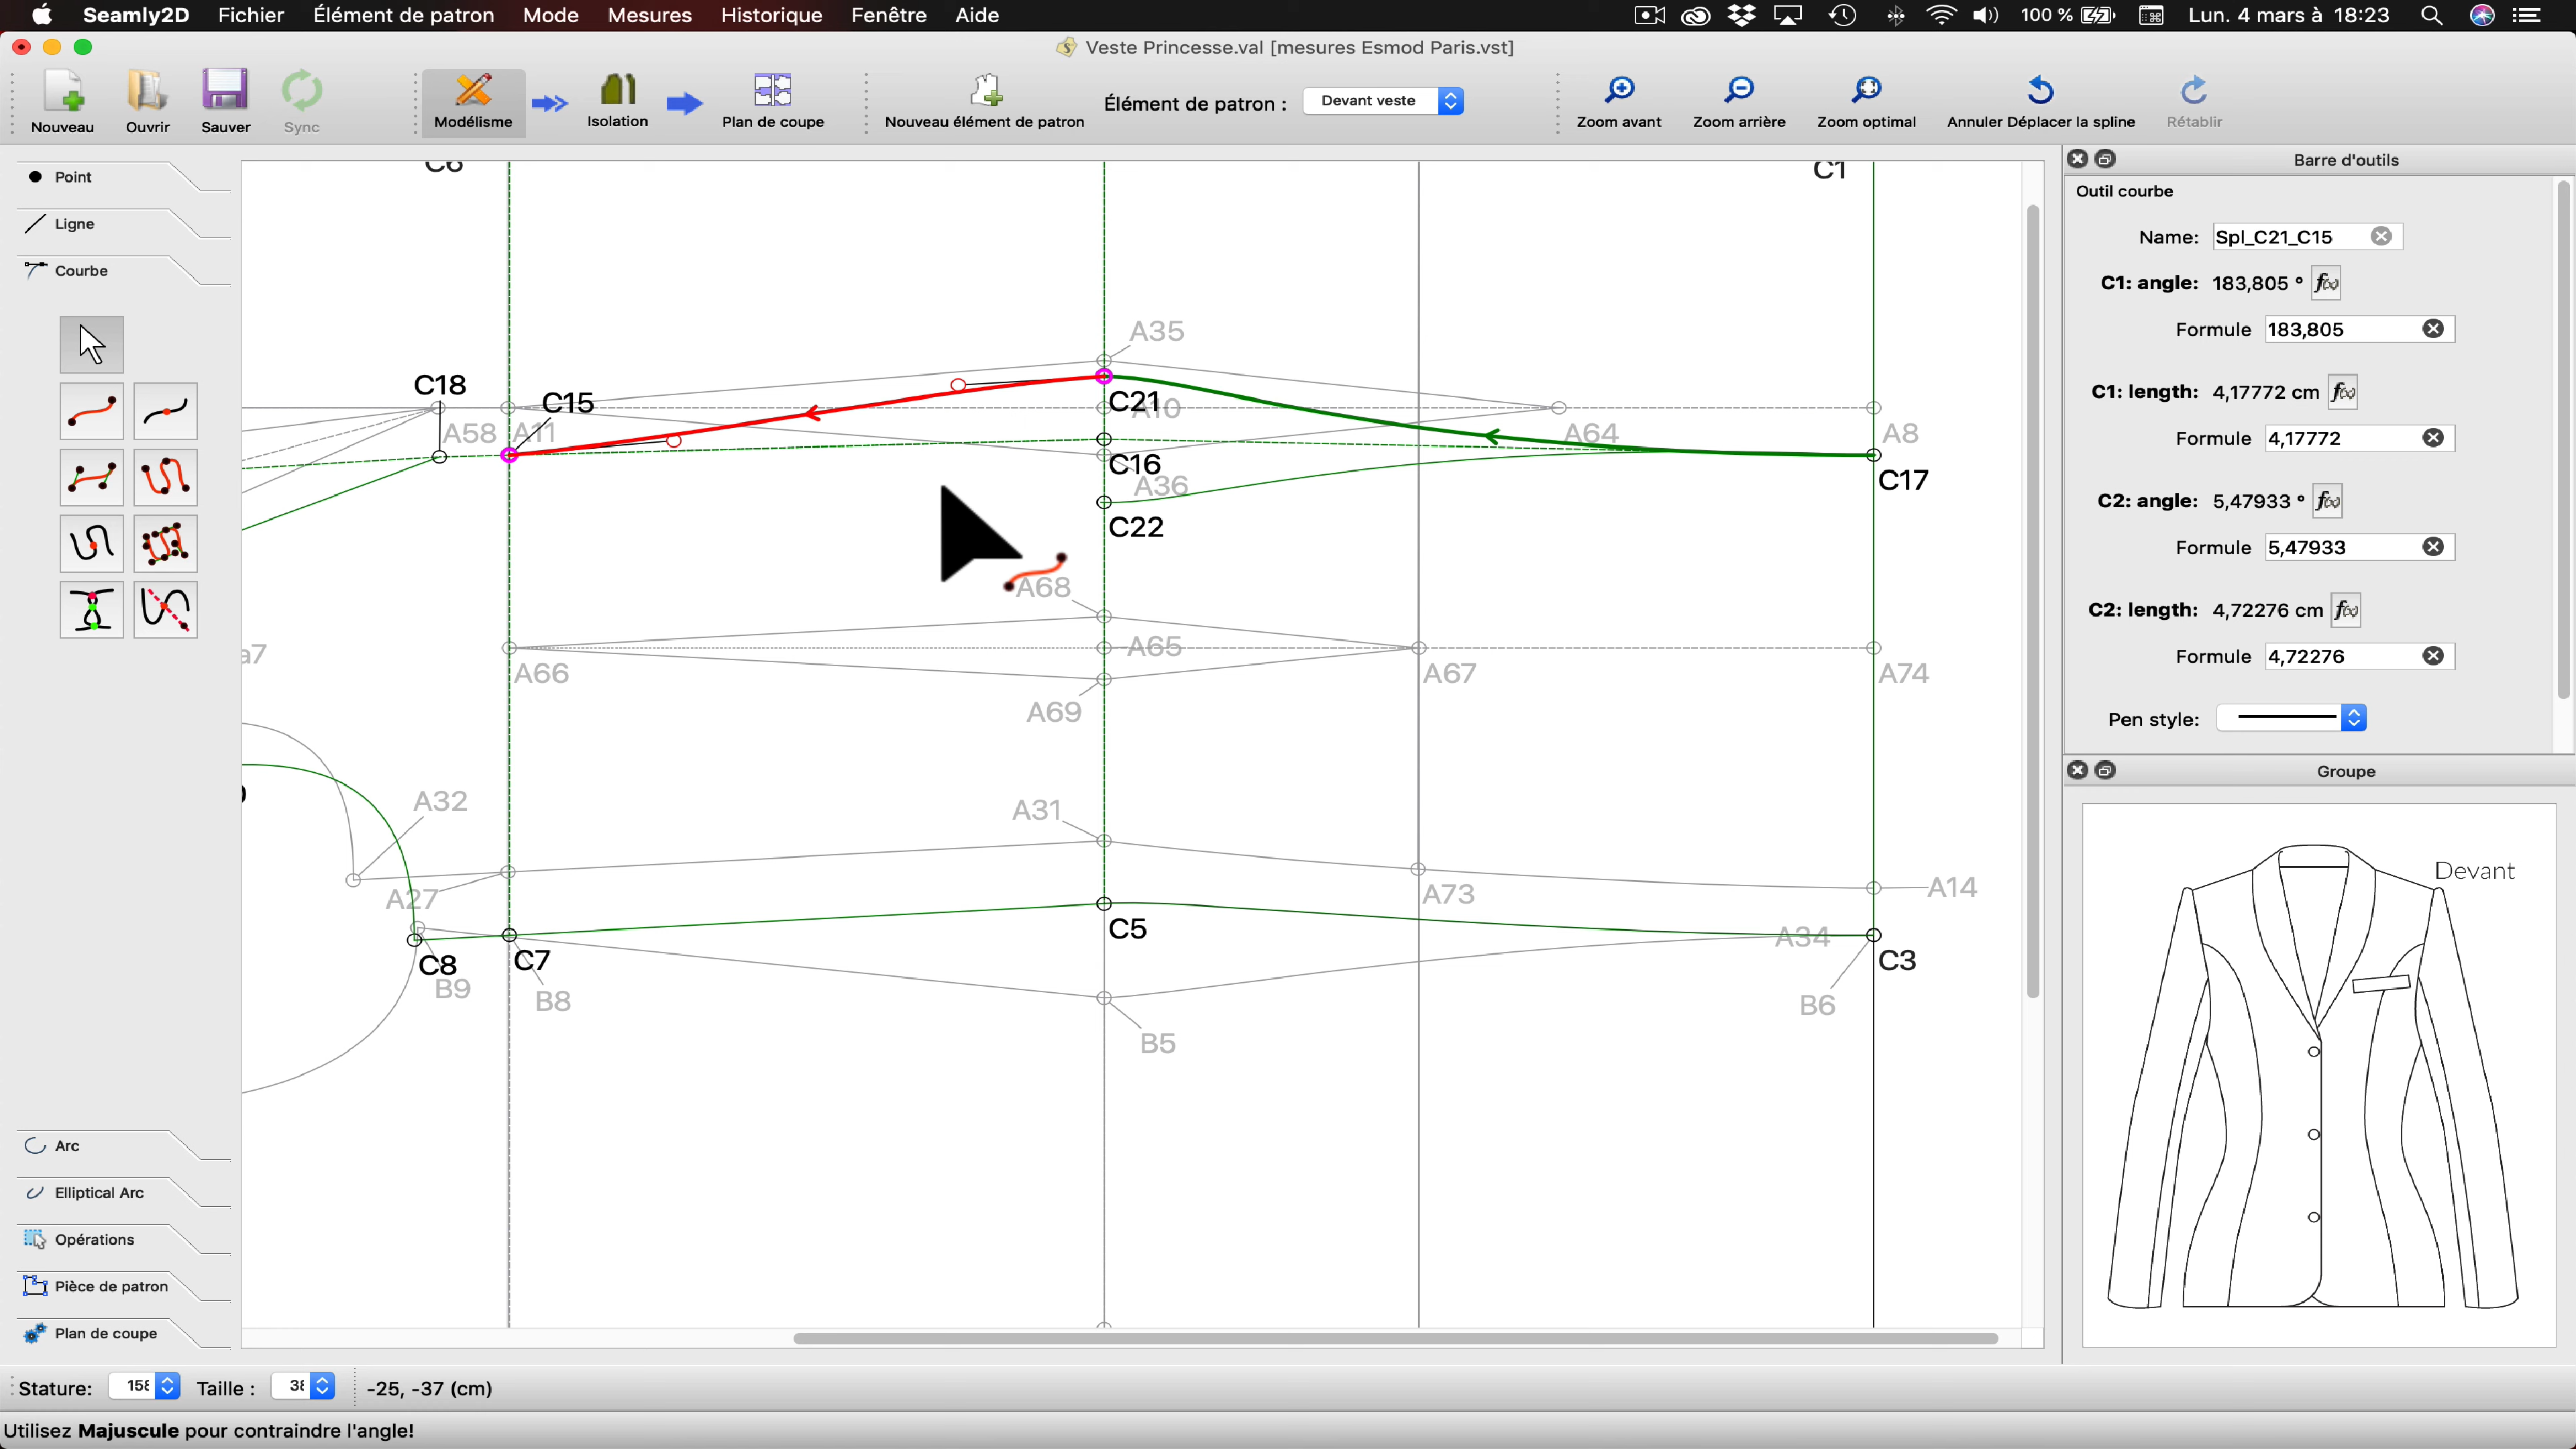 Seamly2D Fichier Élément de patron Mode Mesures Historique Fenêtre Aide 100 % Lun. 4 mars à 18:23
Veste Princesse.val [mesures Esmod Paris.vst]
Nouveau Ouvrir Sauver Sync Modélisme Isolation Plan de coupe Nouveau élément de patron Élément de patron : Devant veste Zoom avant Zoom arrière Zoom optimal Annuler Déplacer la spline Rétablir
Point
Ligne
Courbe
Arc
Elliptical Arc
Opérations
Pièce de patron
Plan de coupe
C1
A35
C18
C15
C21
A10
A58
A11
A64
A8
C16
A36
C17
C22
A68
a7
A66
A65
A67
A74
A69
A32
A31
A27
A73
A14
C5
A34
C8
C7
C3
B9
B8
B6
B5
Barre d'outils
Outil courbe
Name: Spl_C21_C15
C1: angle: 183,805 ° f(x)
Formule 183,805
C1: length: 4,17772 cm f(x)
Formule 4,17772
C2: angle: 5,47933 ° f(x)
Formule 5,47933
C2: length: 4,72276 cm f(x)
Formule 4,72276
Pen style:
Groupe
Devant
Stature: 158 Taille : 38 -25, -37 (cm)
Utilisez Majuscule pour contraindre l'angle!